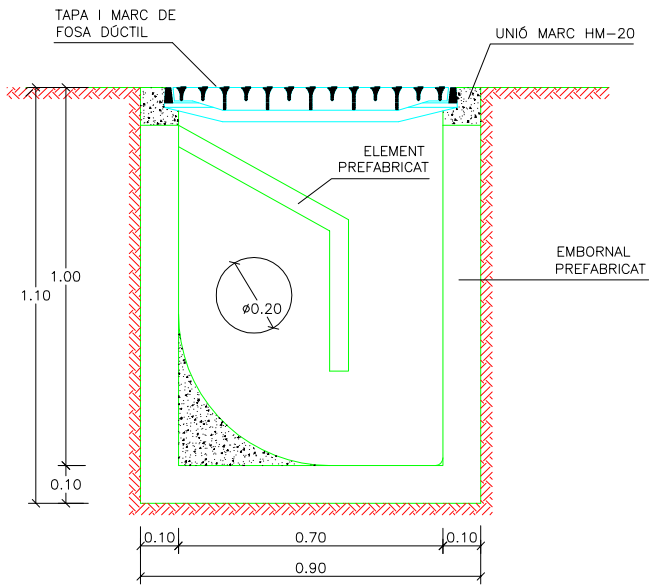 TAPA I MARC DE
FOSA DÚCTIL
UNIÓ MARC HM-20
ELEMENT
PREFABRICAT
EMBORNAL
PREFABRICAT
1.00
1.10
ø0.20
0.10
0.10
0.70
0.10
0.90